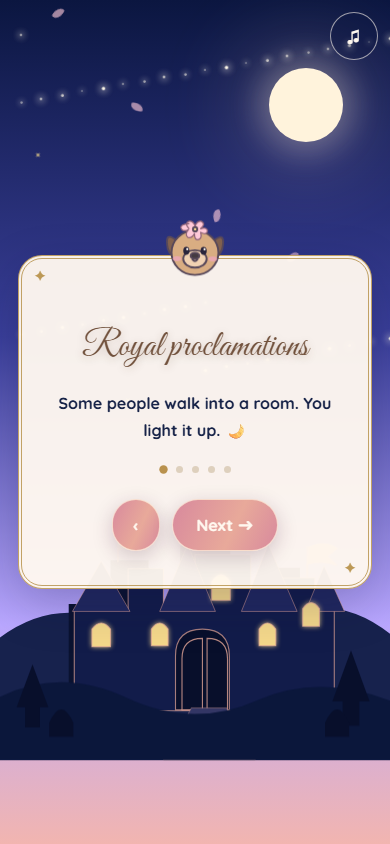 Royal proclamations
Some people walk into a room. You
light it up. 🌙
‹
Next ➔